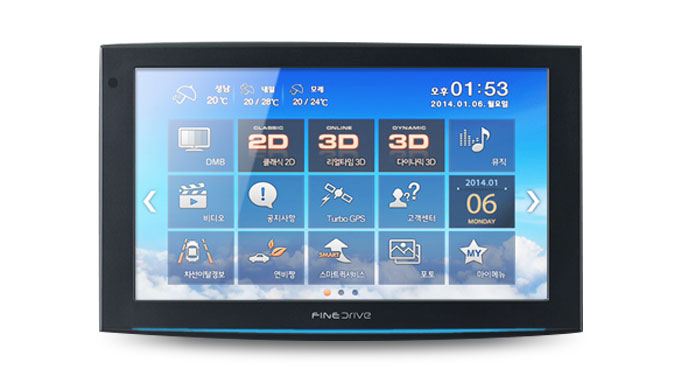 성남 내일 모레
20℃ 20 / 28℃ 20 / 24℃
오후 01:53
2014.01.06.월요일
DMB
CLASSIC
2D
클래식 2D
ONLINE
3D
리얼타임 3D
DYNAMIC
3D
다이나믹 3D
뮤직
비디오
공지사항
Turbo GPS
고객센터
2014.01
06
MONDAY
차선이탈경보
연비짱
SMART
스마트퀵서비스
포토
MY
마이메뉴
FINEDrive